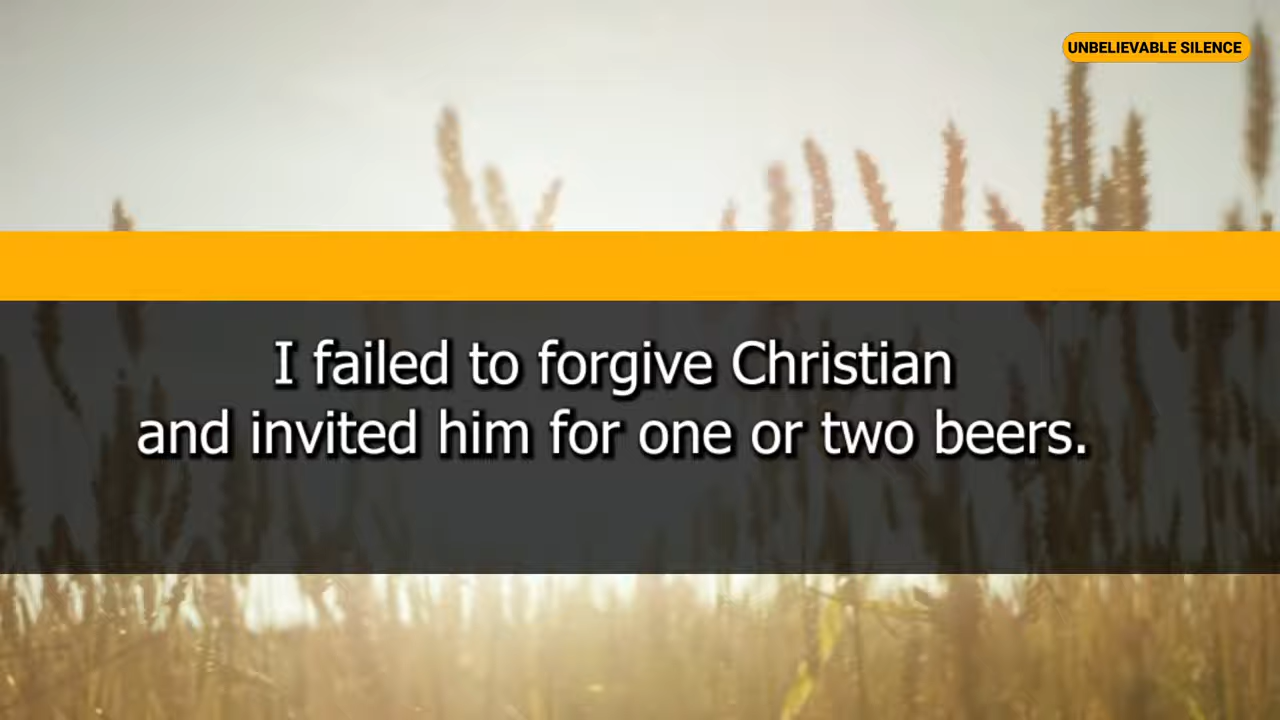 UNBELIEVABLE SILENCE
I failed to forgive Christian
and invited him for one or two beers.